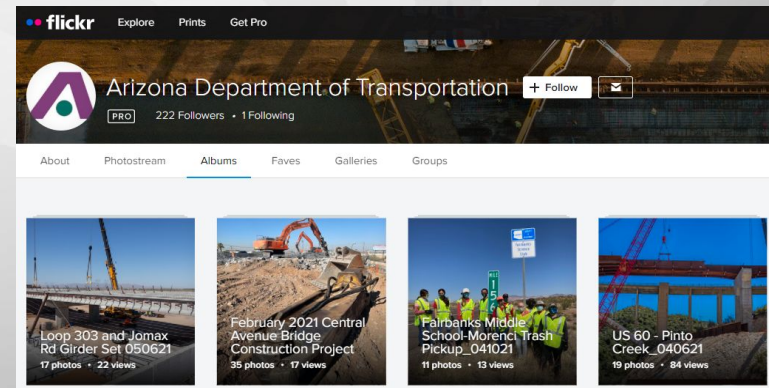 flickr Explore Prints Get Pro
Arizona Department of Transportation + Follow
PRO 222 Followers • 1 Following
About Photostream Albums Faves Galleries Groups
Loop 303 and Jomax
Rd Girder Set 050621
17 photos • 22 views
February 2021 Central
Avenue Bridge
Construction Project
35 photos • 17 views
MILE
1
5
Fairbanks Middle
School-Morenci Trash
Pickup_041021
11 photos • 13 views
US 60 - Pinto
Creek_040621
19 photos • 84 views